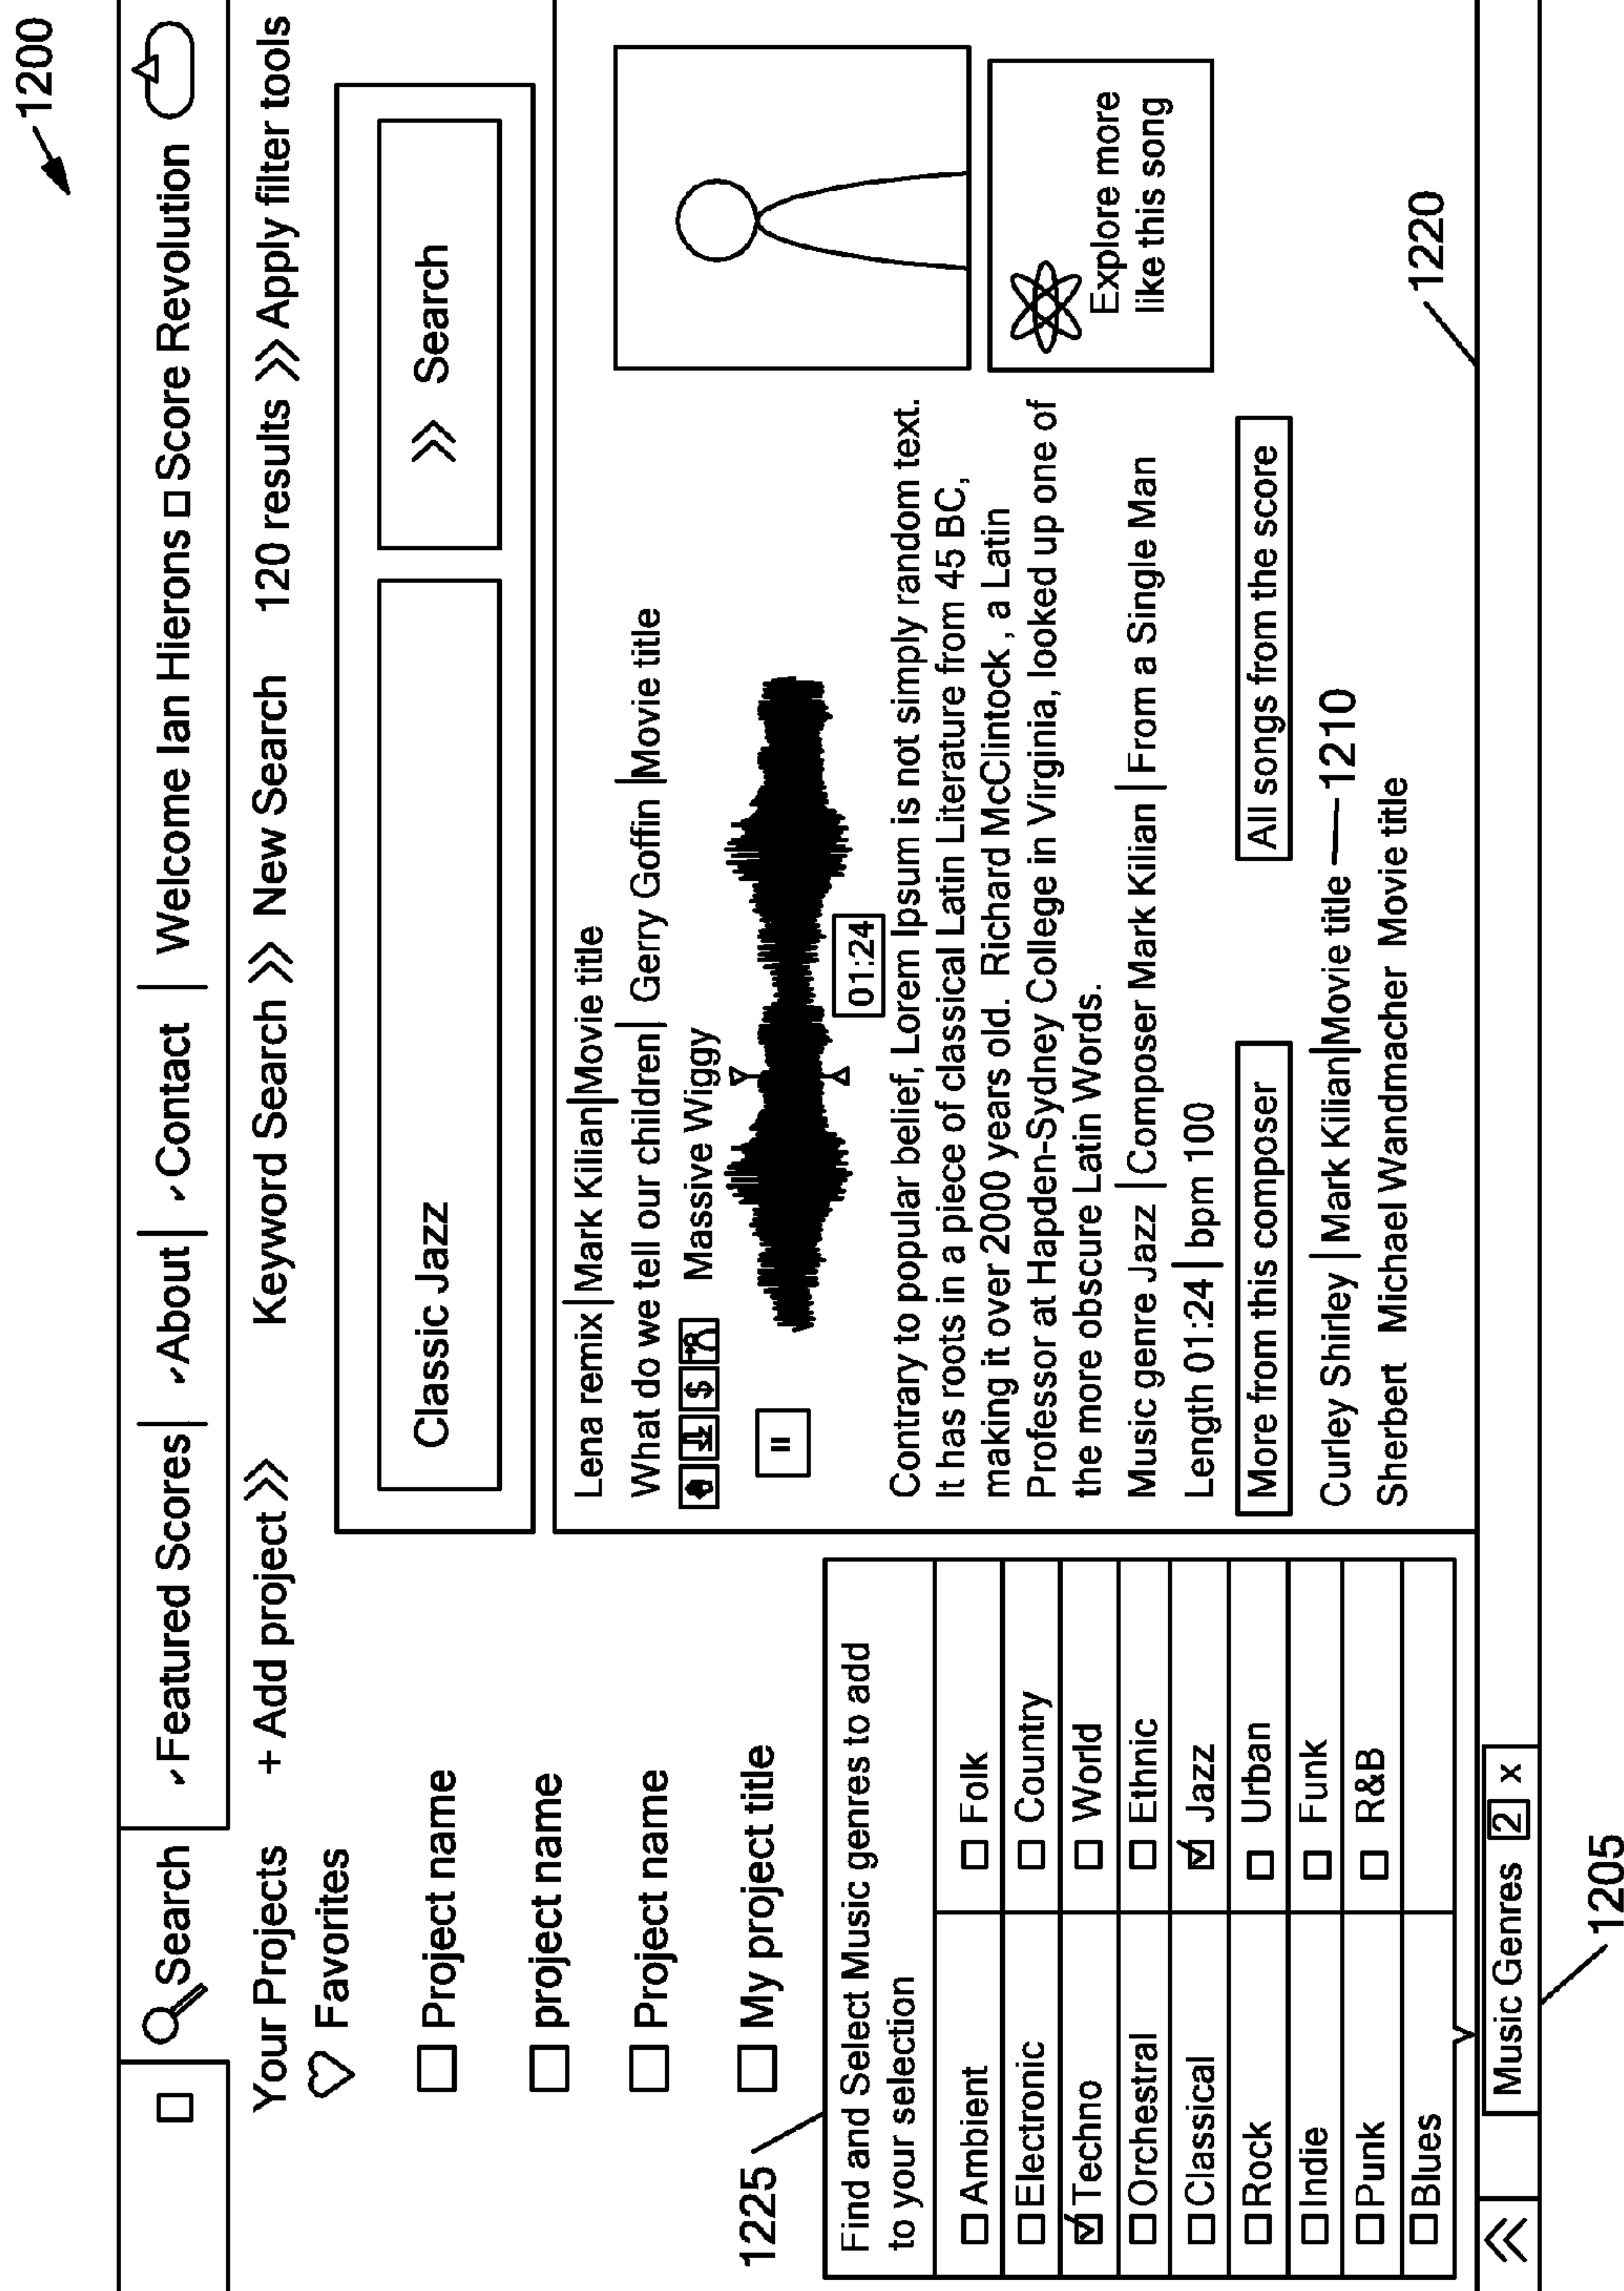 1200
Search
Featured Scores | About | Contact | Welcome Ian Hierons Score Revolution
Your Projects + Add project >> Keyword Search >> New Search 120 results >> Apply filter tools
Favorites
Project name
project name
Project name
My project title
Classic Jazz
>> Search
Lena remix | Mark Kilian | Movie title
What do we tell our children | Gerry Goffin | Movie title
$ Massive Wiggy
01:24
Contrary to popular belief, Lorem Ipsum is not simply random text.
It has roots in a piece of classical Latin Literature from 45 BC,
making it over 2000 years old. Richard McClintock , a Latin
Professor at Hapden-Sydney College in Virginia, looked up one of
the more obscure Latin Words.
Music genre Jazz | Composer Mark Kilian | From a Single Man
Length 01:24 | bpm 100
More from this composer
All songs from the score
Curley Shirley | Mark Kilian | Movie title 1210
Sherbert Michael Wandmacher Movie title
Explore more
like this song
1220
1225
Find and Select Music genres to add
to your selection
Ambient Folk
Electronic Country
Techno World
Orchestral Ethnic
Classical Jazz
Rock Urban
Indie Funk
Punk R&B
Blues
<< Music Genres 2 x
1205